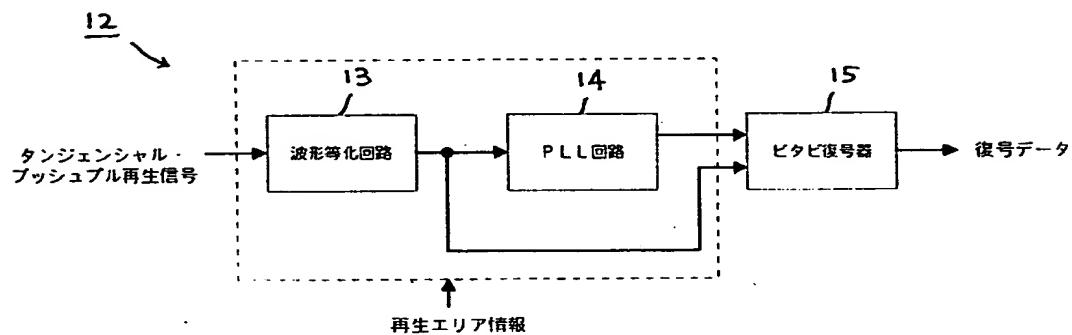 12
13
14
15
タンジェンシャル・
プッシュプル再生信号
波形等化回路
PLL回路
ビタビ復号器
復号データ
再生エリア情報